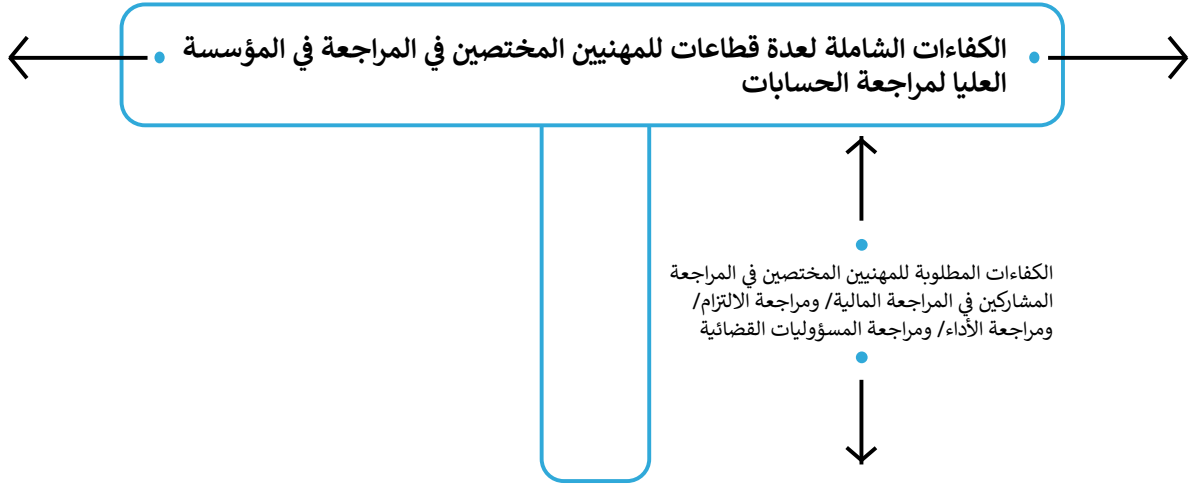 الكفاءات الشاملة لعدة قطاعات للمهنيين المختصين في المراجعة في المؤسسة
العليا لمراجعة الحسابات
الكفاءات المطلوبة للمهنيين المختصين في المراجعة
المشاركين في المراجعة المالية/ ومراجعة الالتزام/
ومراجعة الأداء/ ومراجعة المسؤوليات القضائية